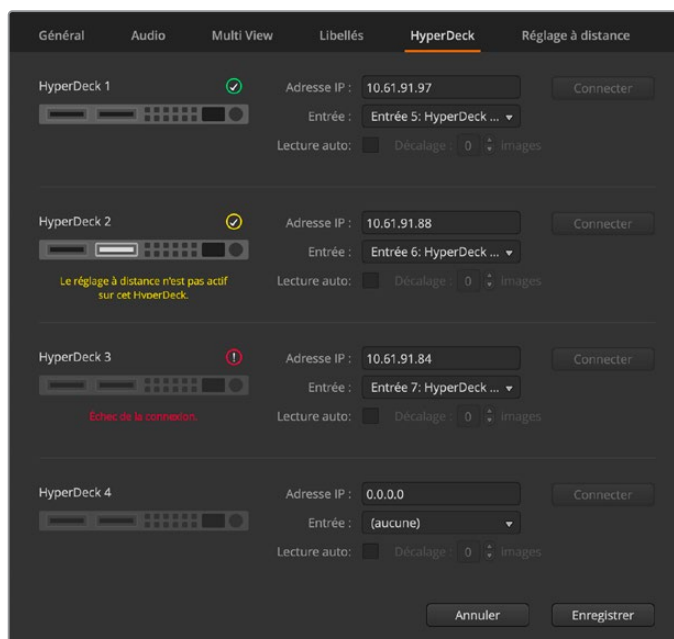 Général Audio Multi View Libellés HyperDeck Réglage à distance
HyperDeck 1 Adresse IP : 10.61.91.97 Connecter
Entrée : Entrée 5: HyperDeck ...
Lecture auto: Décalage : 0 images
HyperDeck 2 Adresse IP : 10.61.91.88 Connecter
Entrée : Entrée 6: HyperDeck ...
Le réglage à distance n'est pas actif
sur cet HyperDeck.
Lecture auto: Décalage : 0 images
HyperDeck 3 Adresse IP : 10.61.91.84 Connecter
Entrée : Entrée 7: HyperDeck ...
Échec de la connexion. Lecture auto: Décalage : 0 images
HyperDeck 4 Adresse IP : 0.0.0.0 Connecter
Entrée : (aucune)
Lecture auto: Décalage : 0 images
Annuler Enregistrer